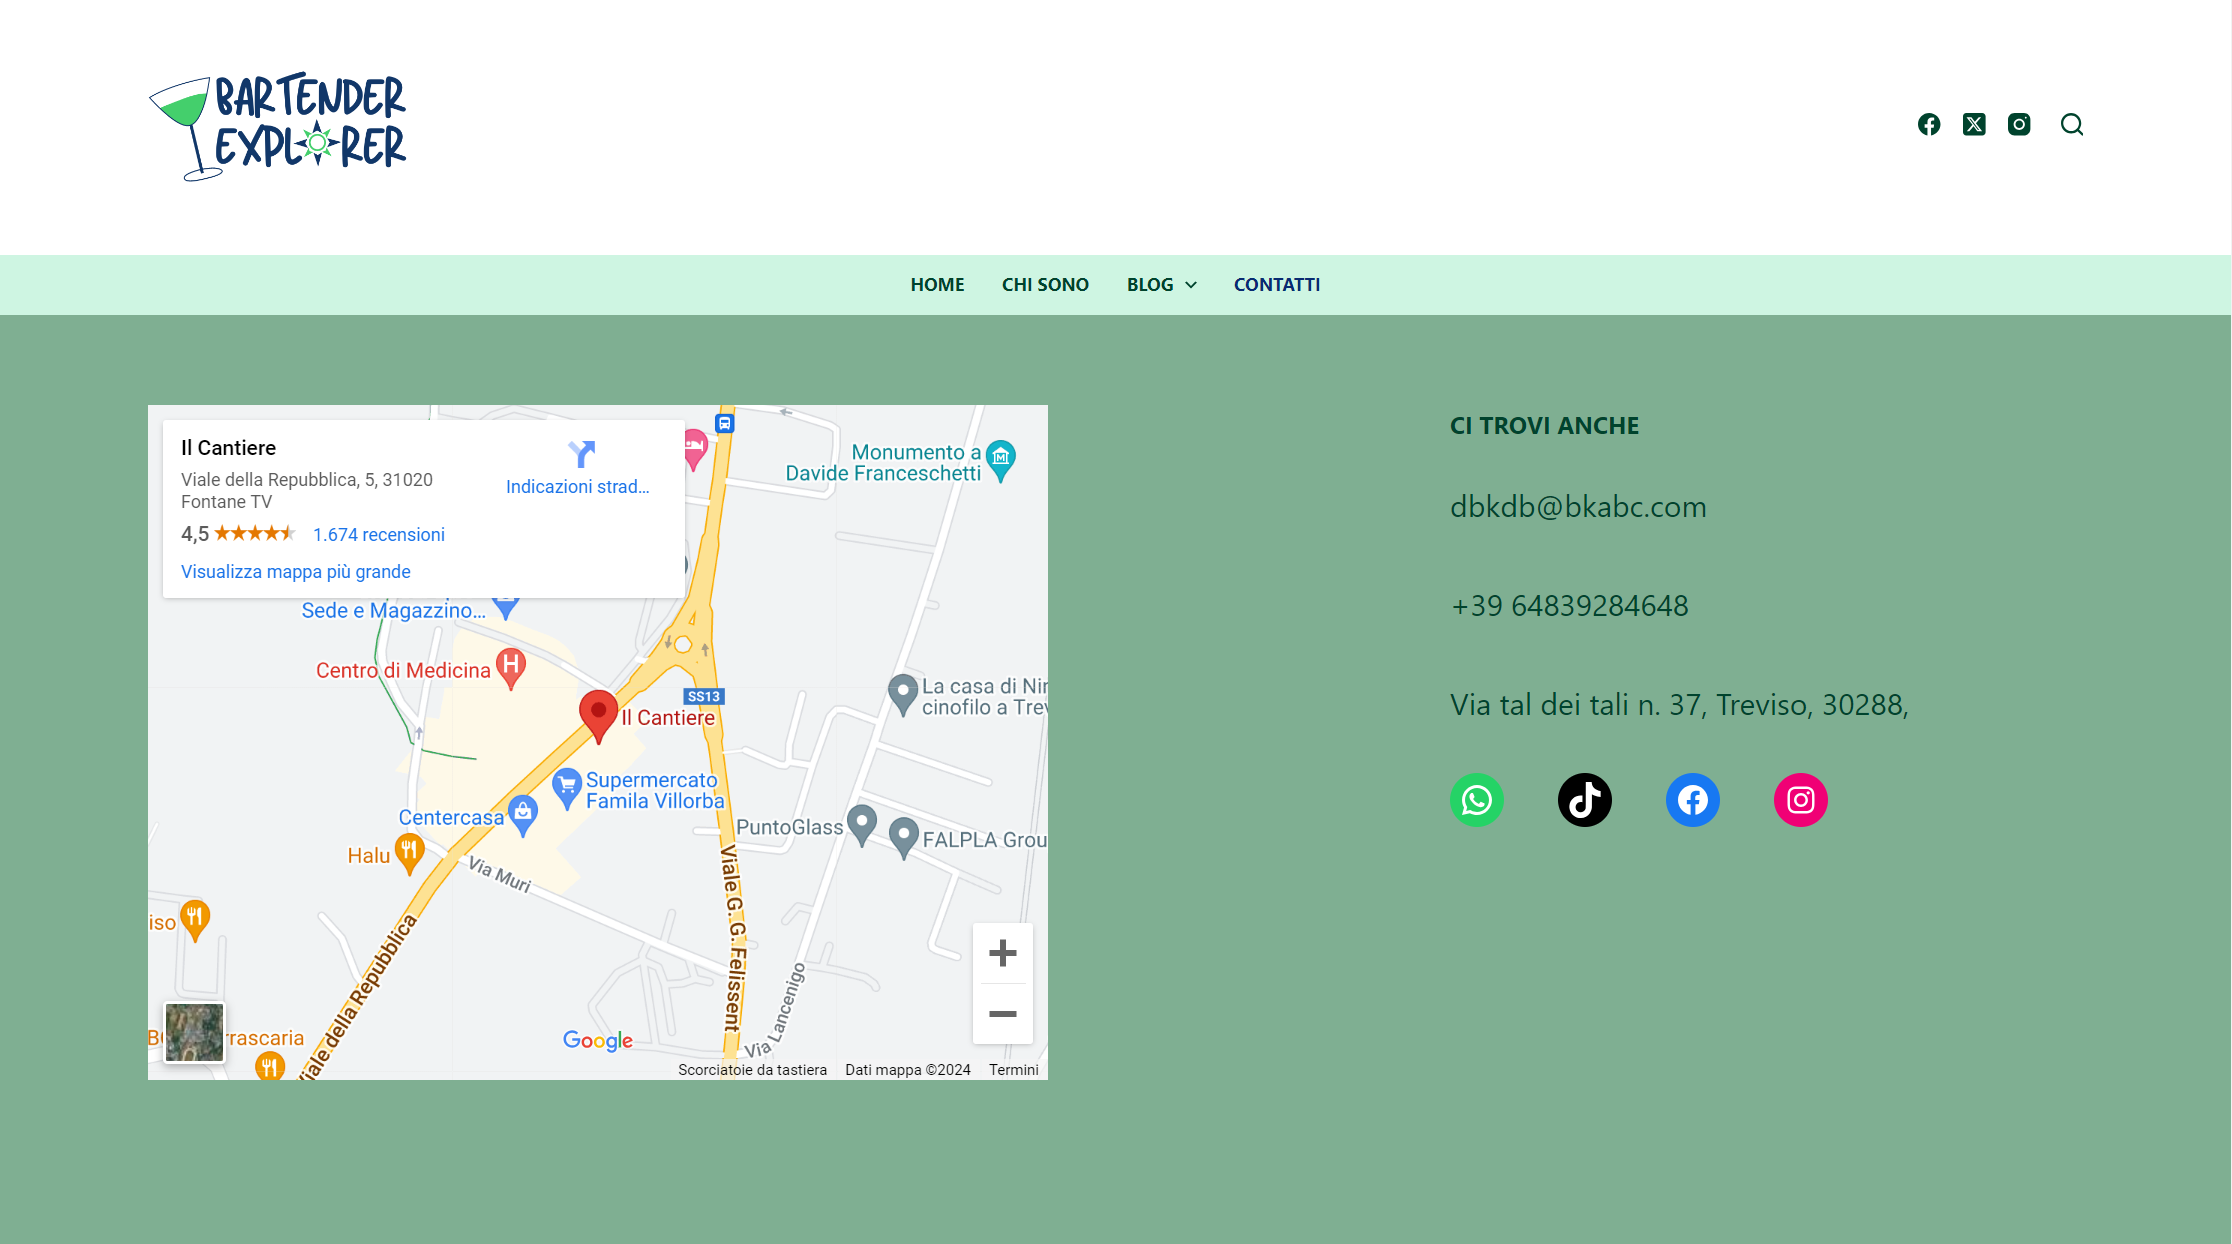 BARTENDER
EXPLORER
HOME CHI SONO BLOG CONTATTI
Il Cantiere
Viale della Repubblica, 5, 31020
Fontane TV
Indicazioni strad...
4,5 1.674 recensioni
Visualizza mappa più grande
Monumento a
Davide Franceschetti
Sede e Magazzino...
Centro di Medicina
SS13
Il Cantiere
La casa di Nin
cinofilo a Trev
Supermercato
Famila Villorba
Centercasa
PuntoGlass
FALPLA Grou
Halu
Via Muri
Viale G. G. Felissent
iso
Viale della Repubblica
Via Lancenigo
rrascaria
Google
Scorciatoie da tastiera Dati mappa ©2024 Termini
CI TROVI ANCHE
dbkdb@bkabc.com
+39 64839284648
Via tal dei tali n. 37, Treviso, 30288,